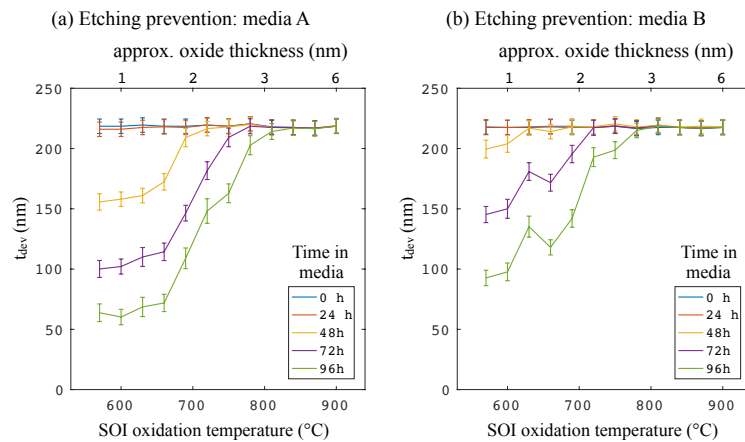 (a) Etching prevention: media A
approx. oxide thickness (nm)
1 2 3 6
250
200
150
100
50
0
t_dev (nm)
Time in
media
0 h
24 h
48h
72h
96h
600 700 800 900
SOI oxidation temperature (°C)
(b) Etching prevention: media B
approx. oxide thickness (nm)
1 2 3 6
250
200
150
100
50
0
t_dev (nm)
Time in
media
0 h
24 h
48h
72h
96h
600 700 800 900
SOI oxidation temperature (°C)